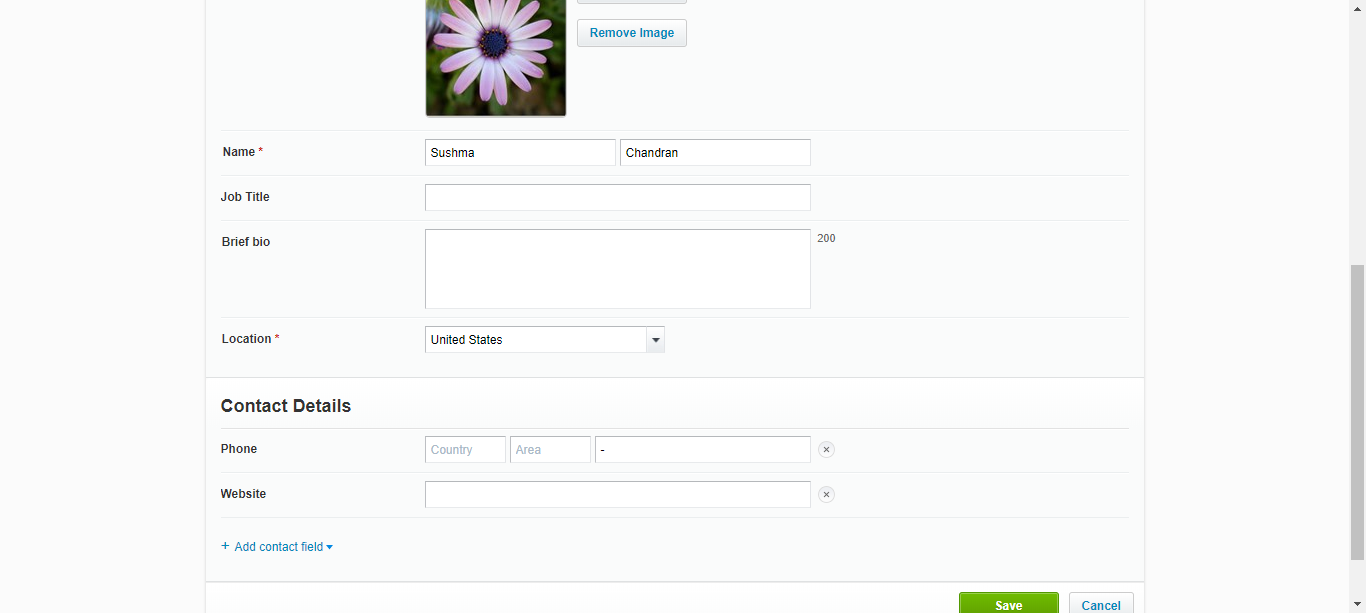 Remove Image
Name *
Sushma Chandran
Job Title
Brief bio
200
Location *
United States
Contact Details
Phone
Country Area -
Website
+ Add contact field
Save Cancel